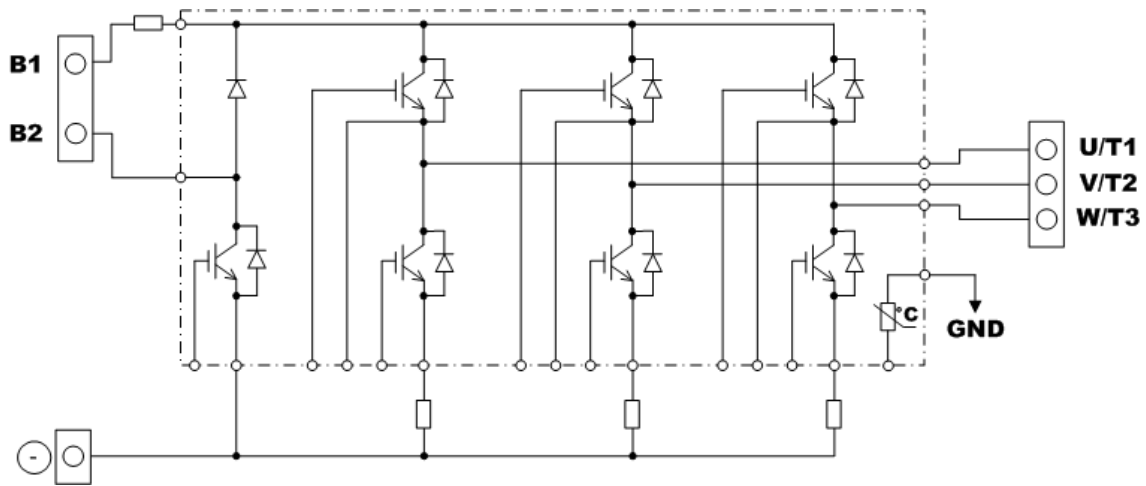 B1
B2
U/T1
V/T2
W/T3
°C
GND
-